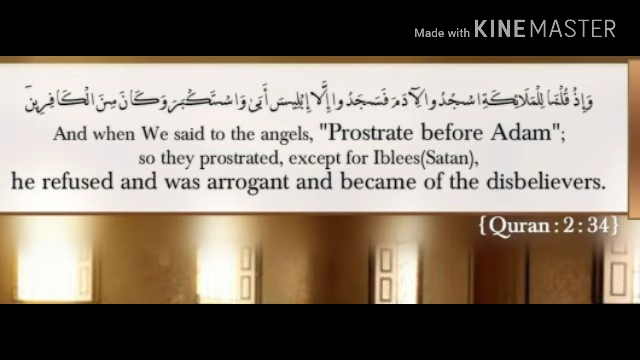 Made with KINEMASTER
وَإِذْ قُلْنَا لِلْمَلَائِكَةِ اسْجُدُوا لِآدَمَ فَسَجَدُوا إِلَّا إِبْلِيسَ أَبَىٰ وَاسْتَكْبَرَ وَكَانَ مِنَ الْكَافِرِينَ
And when We said to the angels, "Prostrate before Adam";
so they prostrated, except for Iblees(Satan),
he refused and was arrogant and became of the disbelievers.
{Quran:2:34}